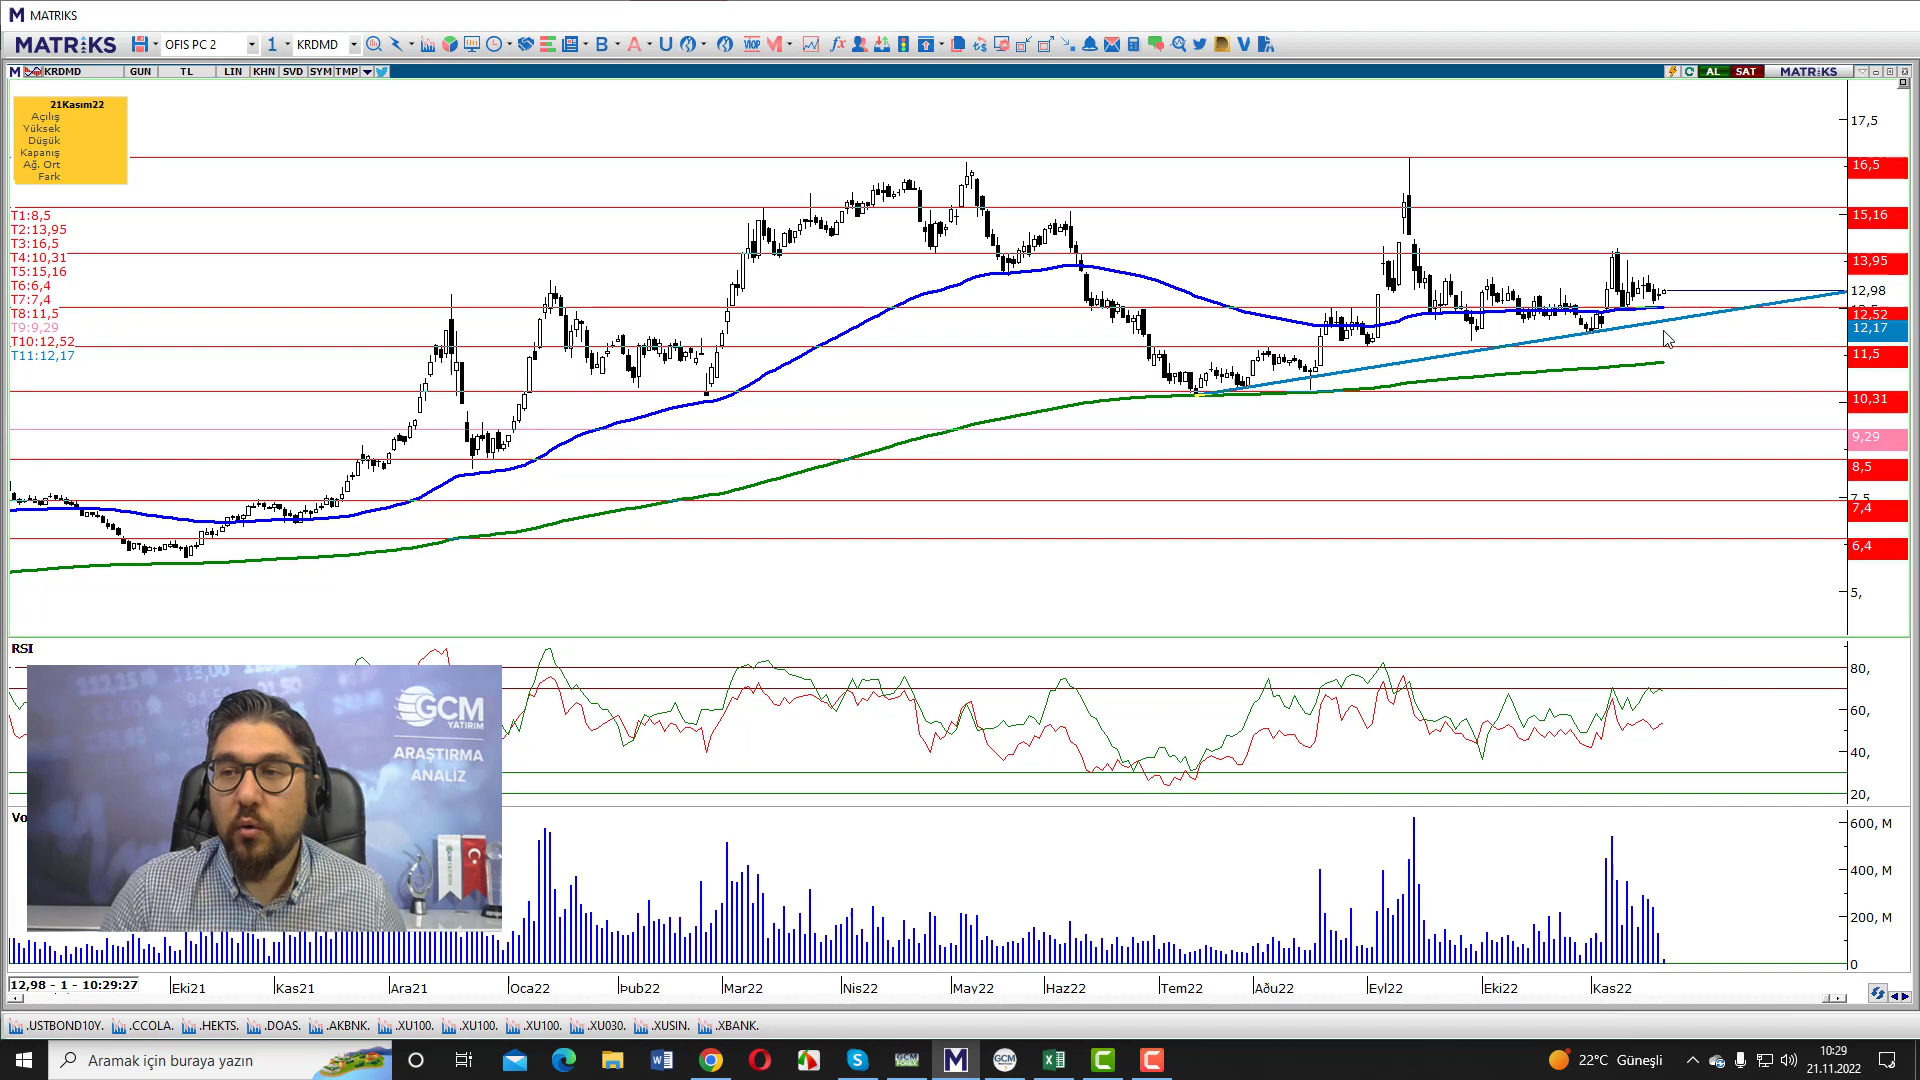 MATRIKS
MATRIKS OFIS PC 2 1 KRDMD B A U VIOP M fx V
KRDMD GUN TL LIN KHN SVD SYM TMP AL SAT MATRIKS
21Kasım22
Açılış
Yüksek
Düşük
Kapanış
Ağ. Ort
Fark
T1:8,5
T2:13,95
T3:16,5
T4:10,31
T5:15,16
T6:6,4
T7:7,4
T8:11,5
T9:9,29
T10:12,52
T11:12,17
17,5
16,5
15,16
13,95
12,98
12,52
12,17
11,5
10,31
9,29
8,5
7,5
7,4
6,4
5,
RSI
80,
60,
40,
20,
GCM
YATIRIM
ARAŞTIRMA
ANALİZ
Vo
600, M
400, M
200, M
0
12,98 - 1 - 10:29:27
Eki21 Kas21 Ara21 Oca22 Þub22 Mar22 Nis22 May22 Haz22 Tem22 Aðu22 Eyl22 Eki22 Kas22
.USTBOND10Y. .CCOLA. .HEKTS. .DOAS. .AKBNK. .XU100. .XU100. .XU100. .XU030. .XUSIN. .XBANK.
Aramak için buraya yazın
22°C Güneşli
10:29
21.11.2022